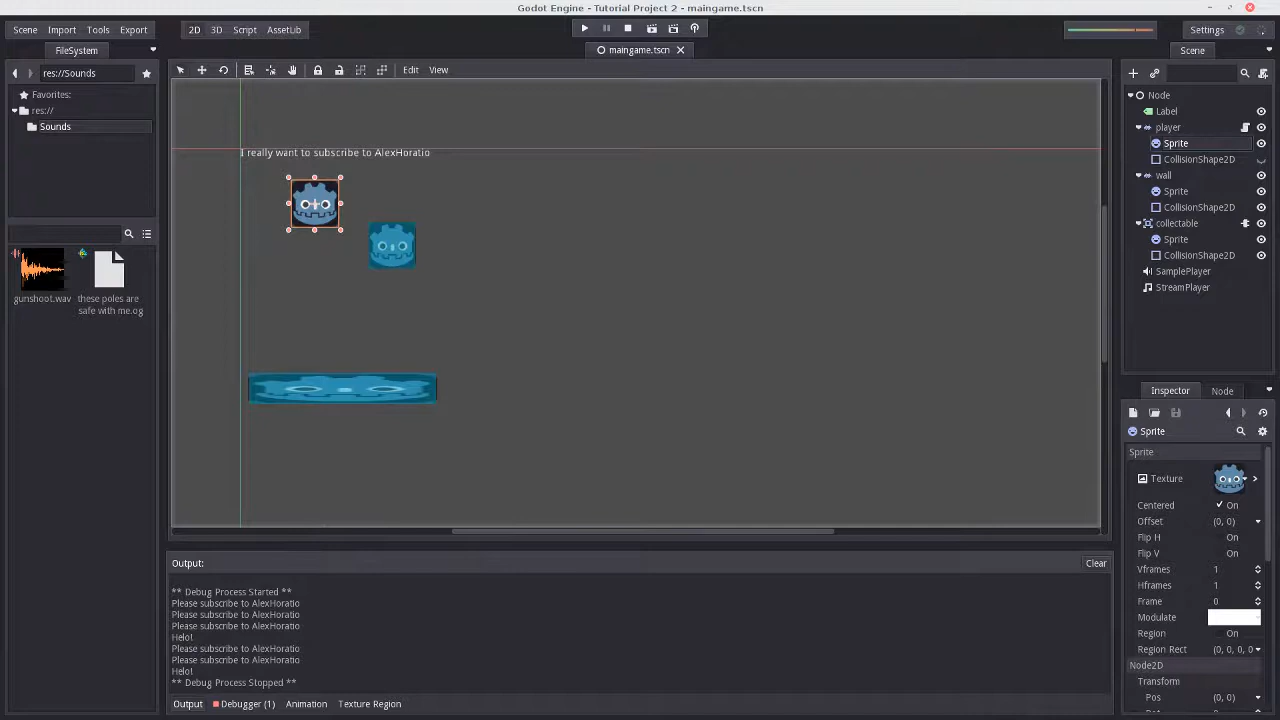 Godot Engine - Tutorial Project 2 - maingame.tscn
Scene Import Tools Export
2D 3D Script AssetLib
Settings
FileSystem
maingame.tscn
Scene
res://Sounds
Edit View
Favorites:
res://
Sounds
I really want to subscribe to AlexHoratio
gunshoot.wav
these poles are
safe with me.og
Node
Label
player
Sprite
CollisionShape2D
wall
Sprite
CollisionShape2D
collectable
Sprite
CollisionShape2D
SamplePlayer
StreamPlayer
Inspector Node
Sprite
Sprite
Texture
Centered On
Offset (0, 0)
Flip H On
Flip V On
Vframes 1
Hframes 1
Frame 0
Modulate
Region On
Region Rect (0, 0, 0, 0
Node2D
Transform
Pos (0, 0)
Output:
Clear
** Debug Process Started **
Please subscribe to AlexHoratio
Please subscribe to AlexHoratio
Please subscribe to AlexHoratio
Helo!
Please subscribe to AlexHoratio
Please subscribe to AlexHoratio
Helo!
** Debug Process Stopped **
Output Debugger (1) Animation Texture Region